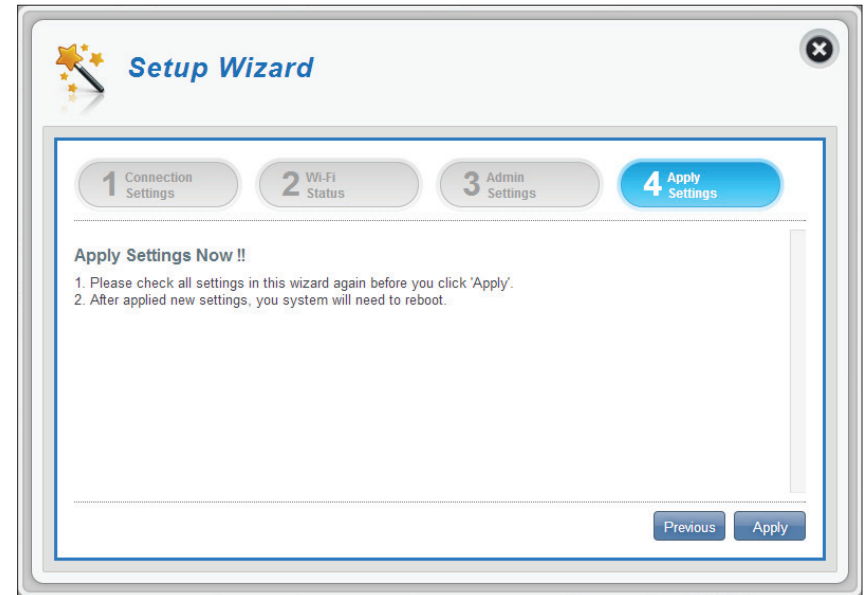 Setup Wizard
1 Connection
Settings
2 Wi-Fi
Status
3 Admin
Settings
4 Apply
Settings
Apply Settings Now !!
1. Please check all settings in this wizard again before you click 'Apply'.
2. After applied new settings, you system will need to reboot.
Previous Apply